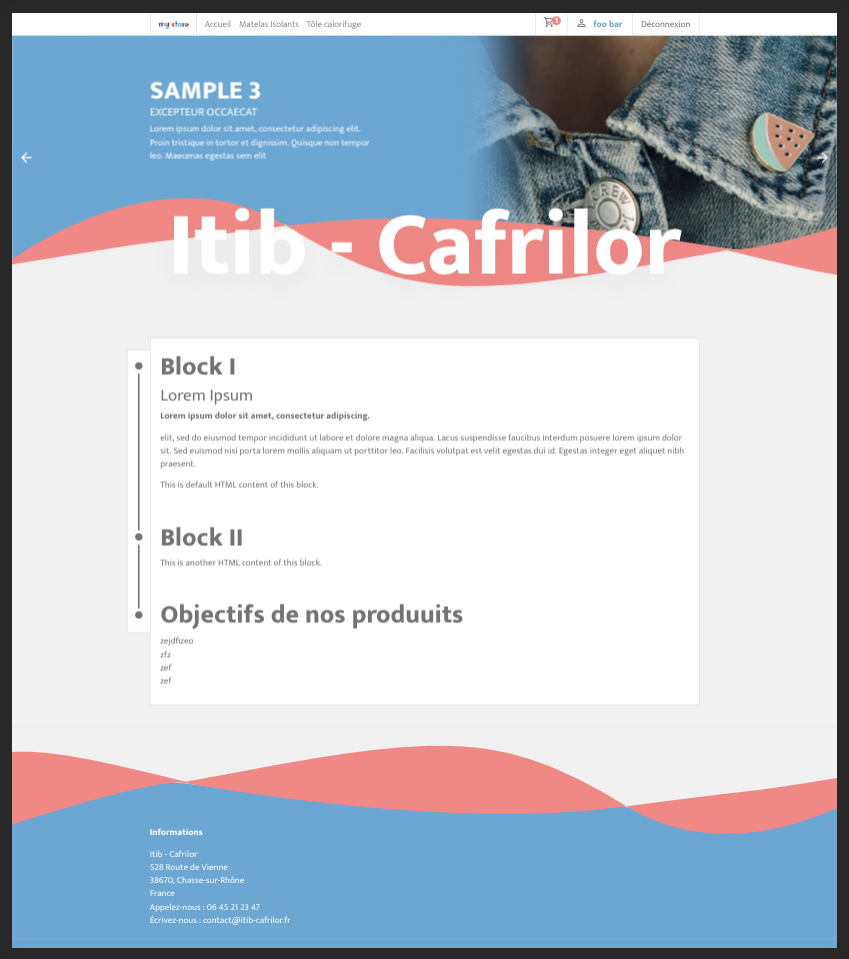 my store
Accueil Matelas Isolants Tôle calorifuge
1
foo bar
Déconnexion
SAMPLE 3
EXCEPTEUR OCCAECAT
Lorem ipsum dolor sit amet, consectetur adipiscing elit.
Proin tristique in tortor et dignissim. Quisque non tempor
leo. Maecenas egestas sem elit
CREW
Itib - Cafrilor
Block I
Lorem Ipsum
Lorem ipsum dolor sit amet, consectetur adipiscing.
elit, sed do eiusmod tempor incididunt ut labore et dolore magna aliqua. Lacus suspendisse faucibus interdum posuere lorem ipsum dolor
sit. Sed euismod nisi porta lorem mollis aliquam ut porttitor leo. Facilisis volutpat est velit egestas dui id. Egestas integer eget aliquet nibh
praesent.
This is default HTML content of this block.
Block II
This is another HTML content of this block.
Objectifs de nos produuits
zejdfizeo
zfz
zef
zef
Informations
Itib - Cafrilor
528 Route de Vienne
38670, Chasse-sur-Rhône
France
Appelez-nous : 06 45 21 23 47
Écrivez-nous : contact@itib-cafrilor.fr